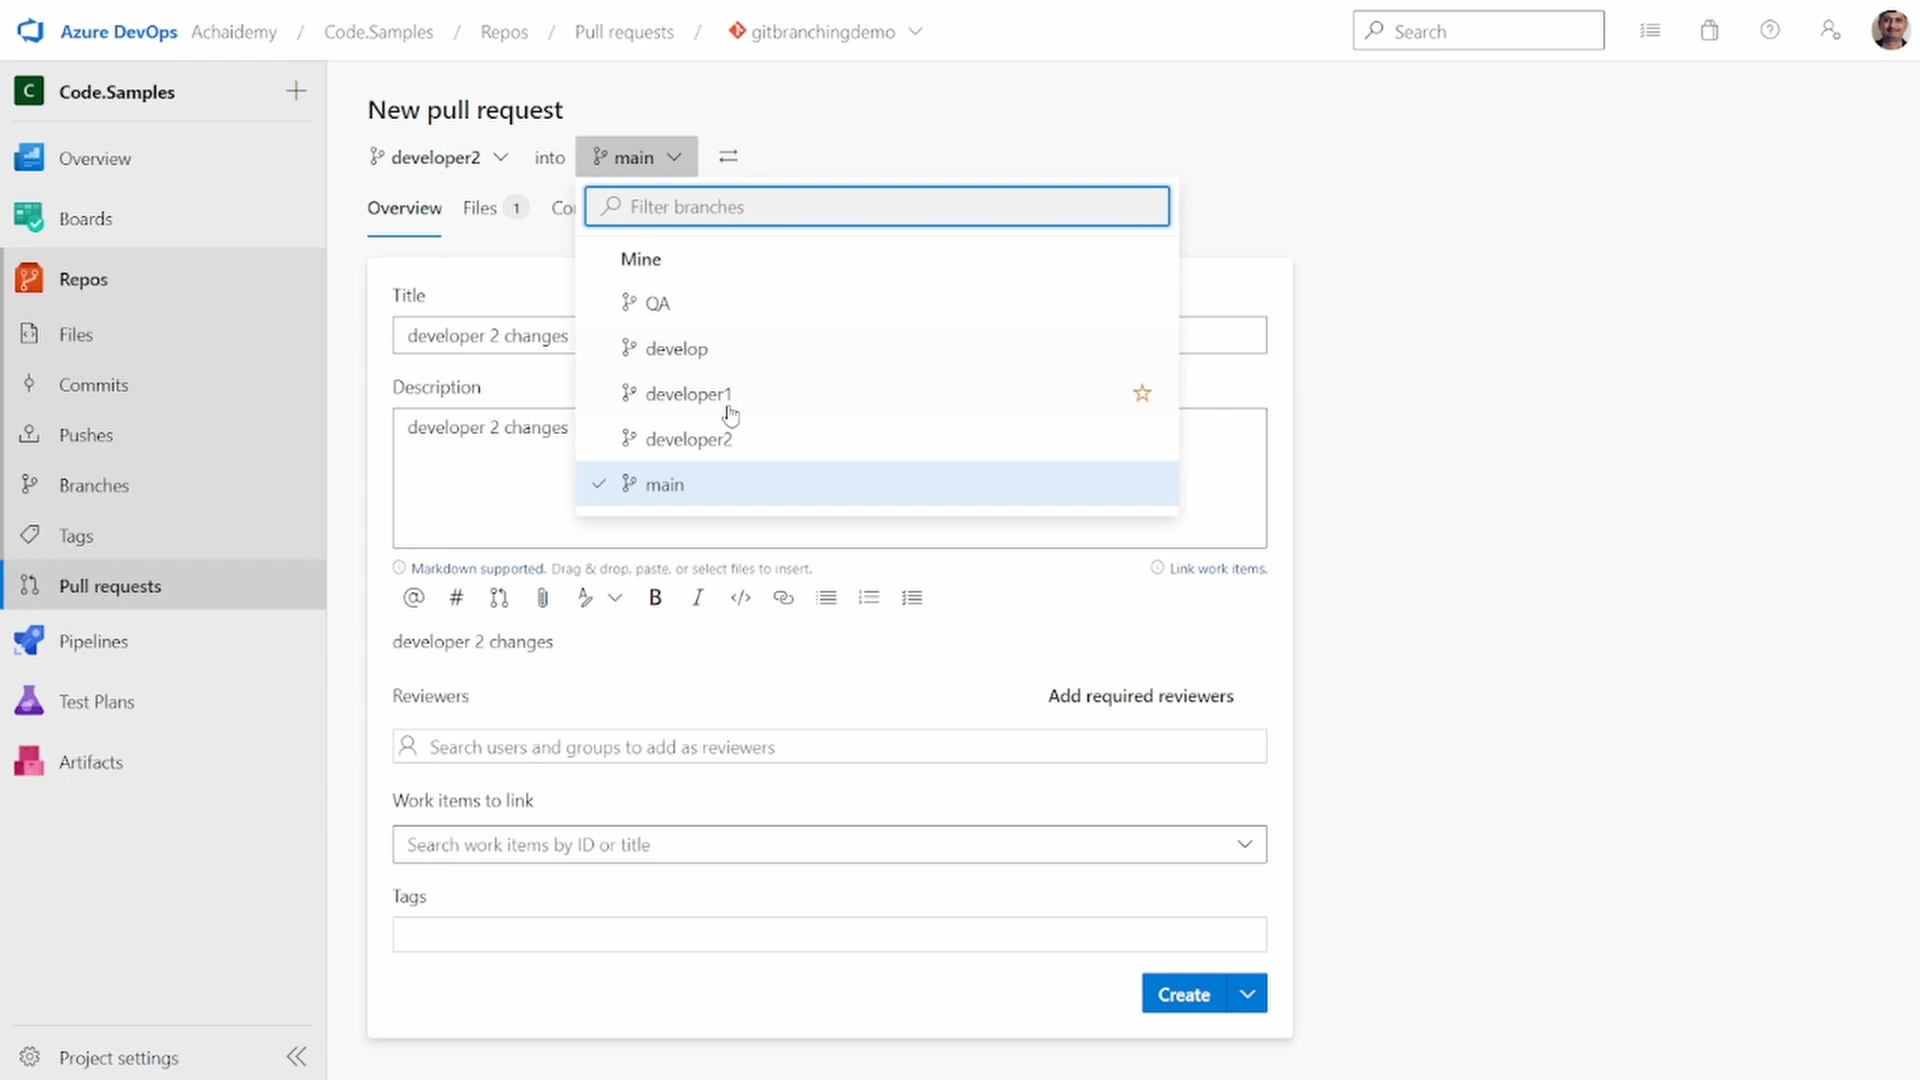 Azure DevOps Achaidemy / Code.Samples / Repos / Pull requests / gitbranchingdemo
Search
C Code.Samples
Overview
Boards
Repos
Files
Commits
Pushes
Branches
Tags
Pull requests
Pipelines
Test Plans
Artifacts
Project settings
New pull request
developer2 into main
Overview Files 1
Filter branches
Mine
QA
develop
developer1
developer2
main
Title
developer 2 changes
Description
developer 2 changes
Markdown supported. Drag & drop, paste, or select files to insert. Link work items.
developer 2 changes
Reviewers Add required reviewers
Search users and groups to add as reviewers
Work items to link
Search work items by ID or title
Tags
Create